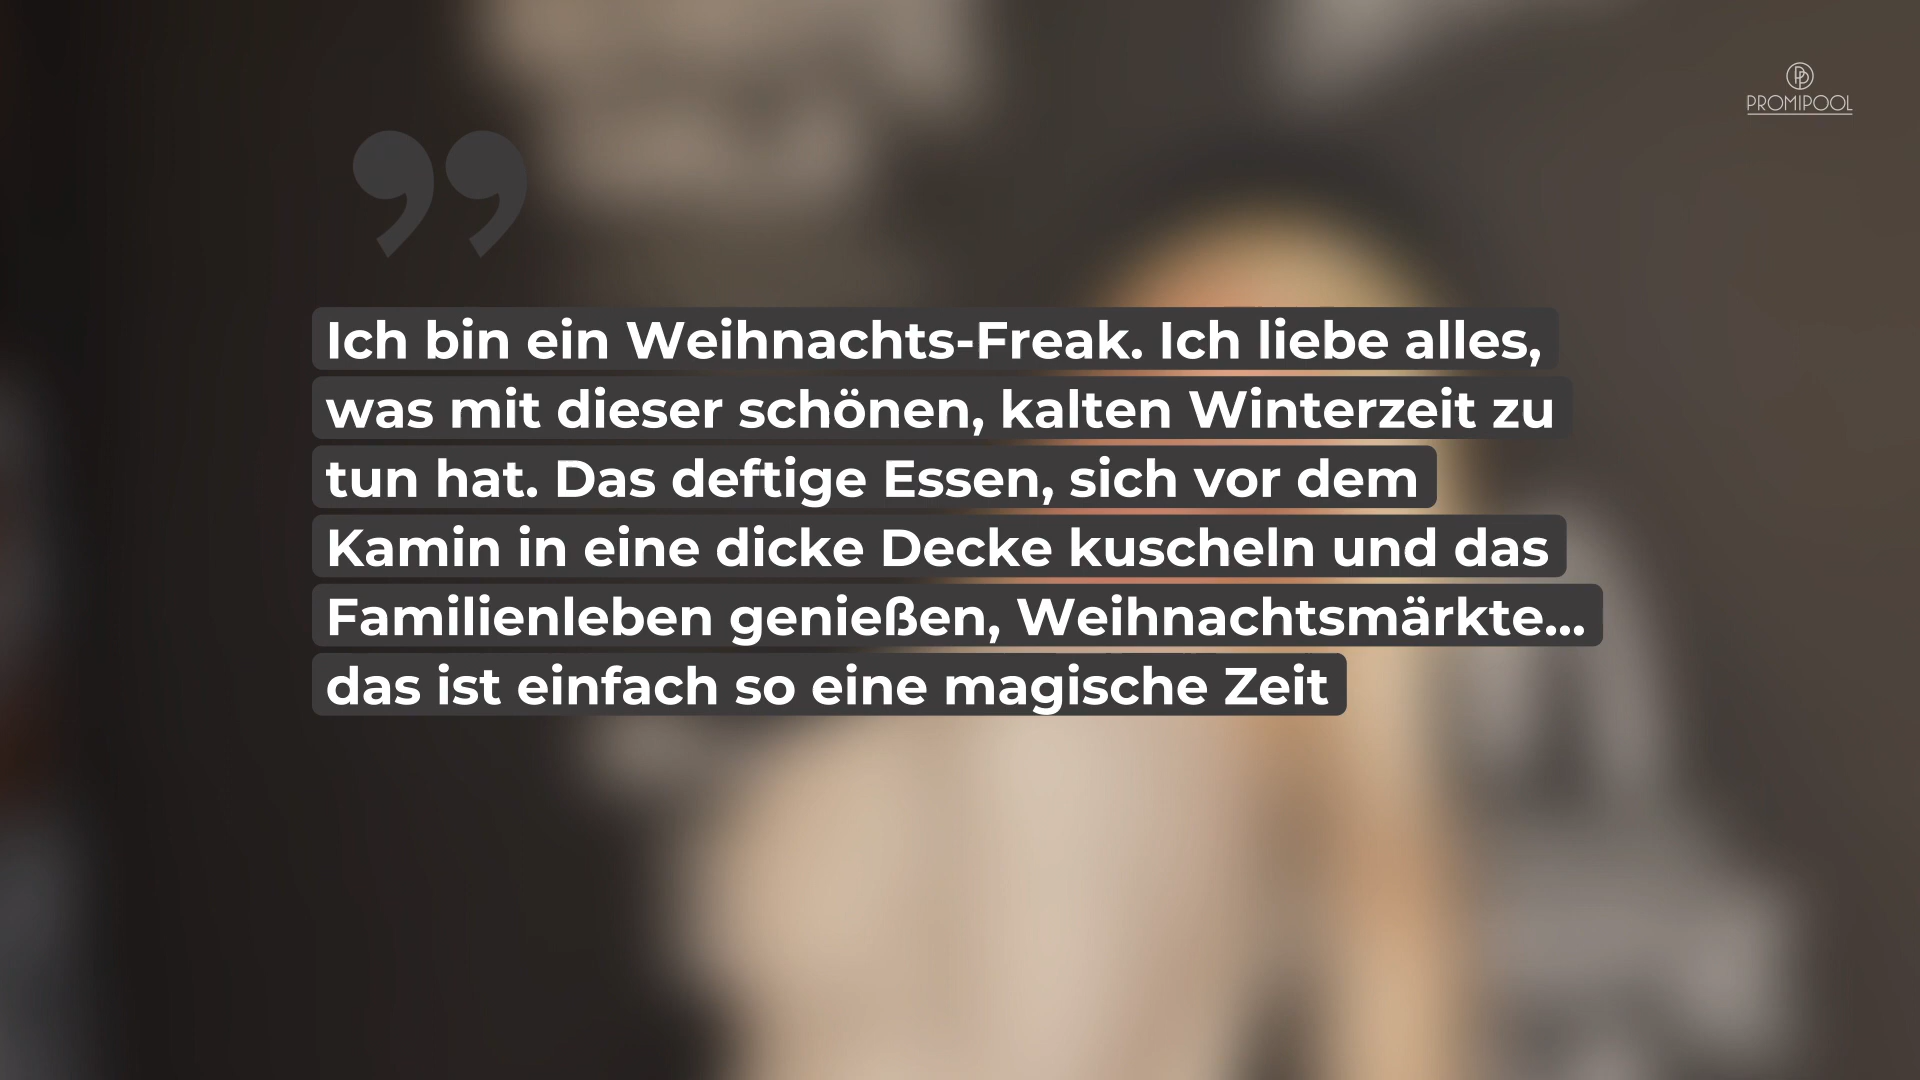 PROMIPOOL
”
Ich bin ein Weihnachts-Freak. Ich liebe alles,
was mit dieser schönen, kalten Winterzeit zu
tun hat. Das deftige Essen, sich vor dem
Kamin in eine dicke Decke kuscheln und das
Familienleben genießen, Weihnachtsmärkte...
das ist einfach so eine magische Zeit